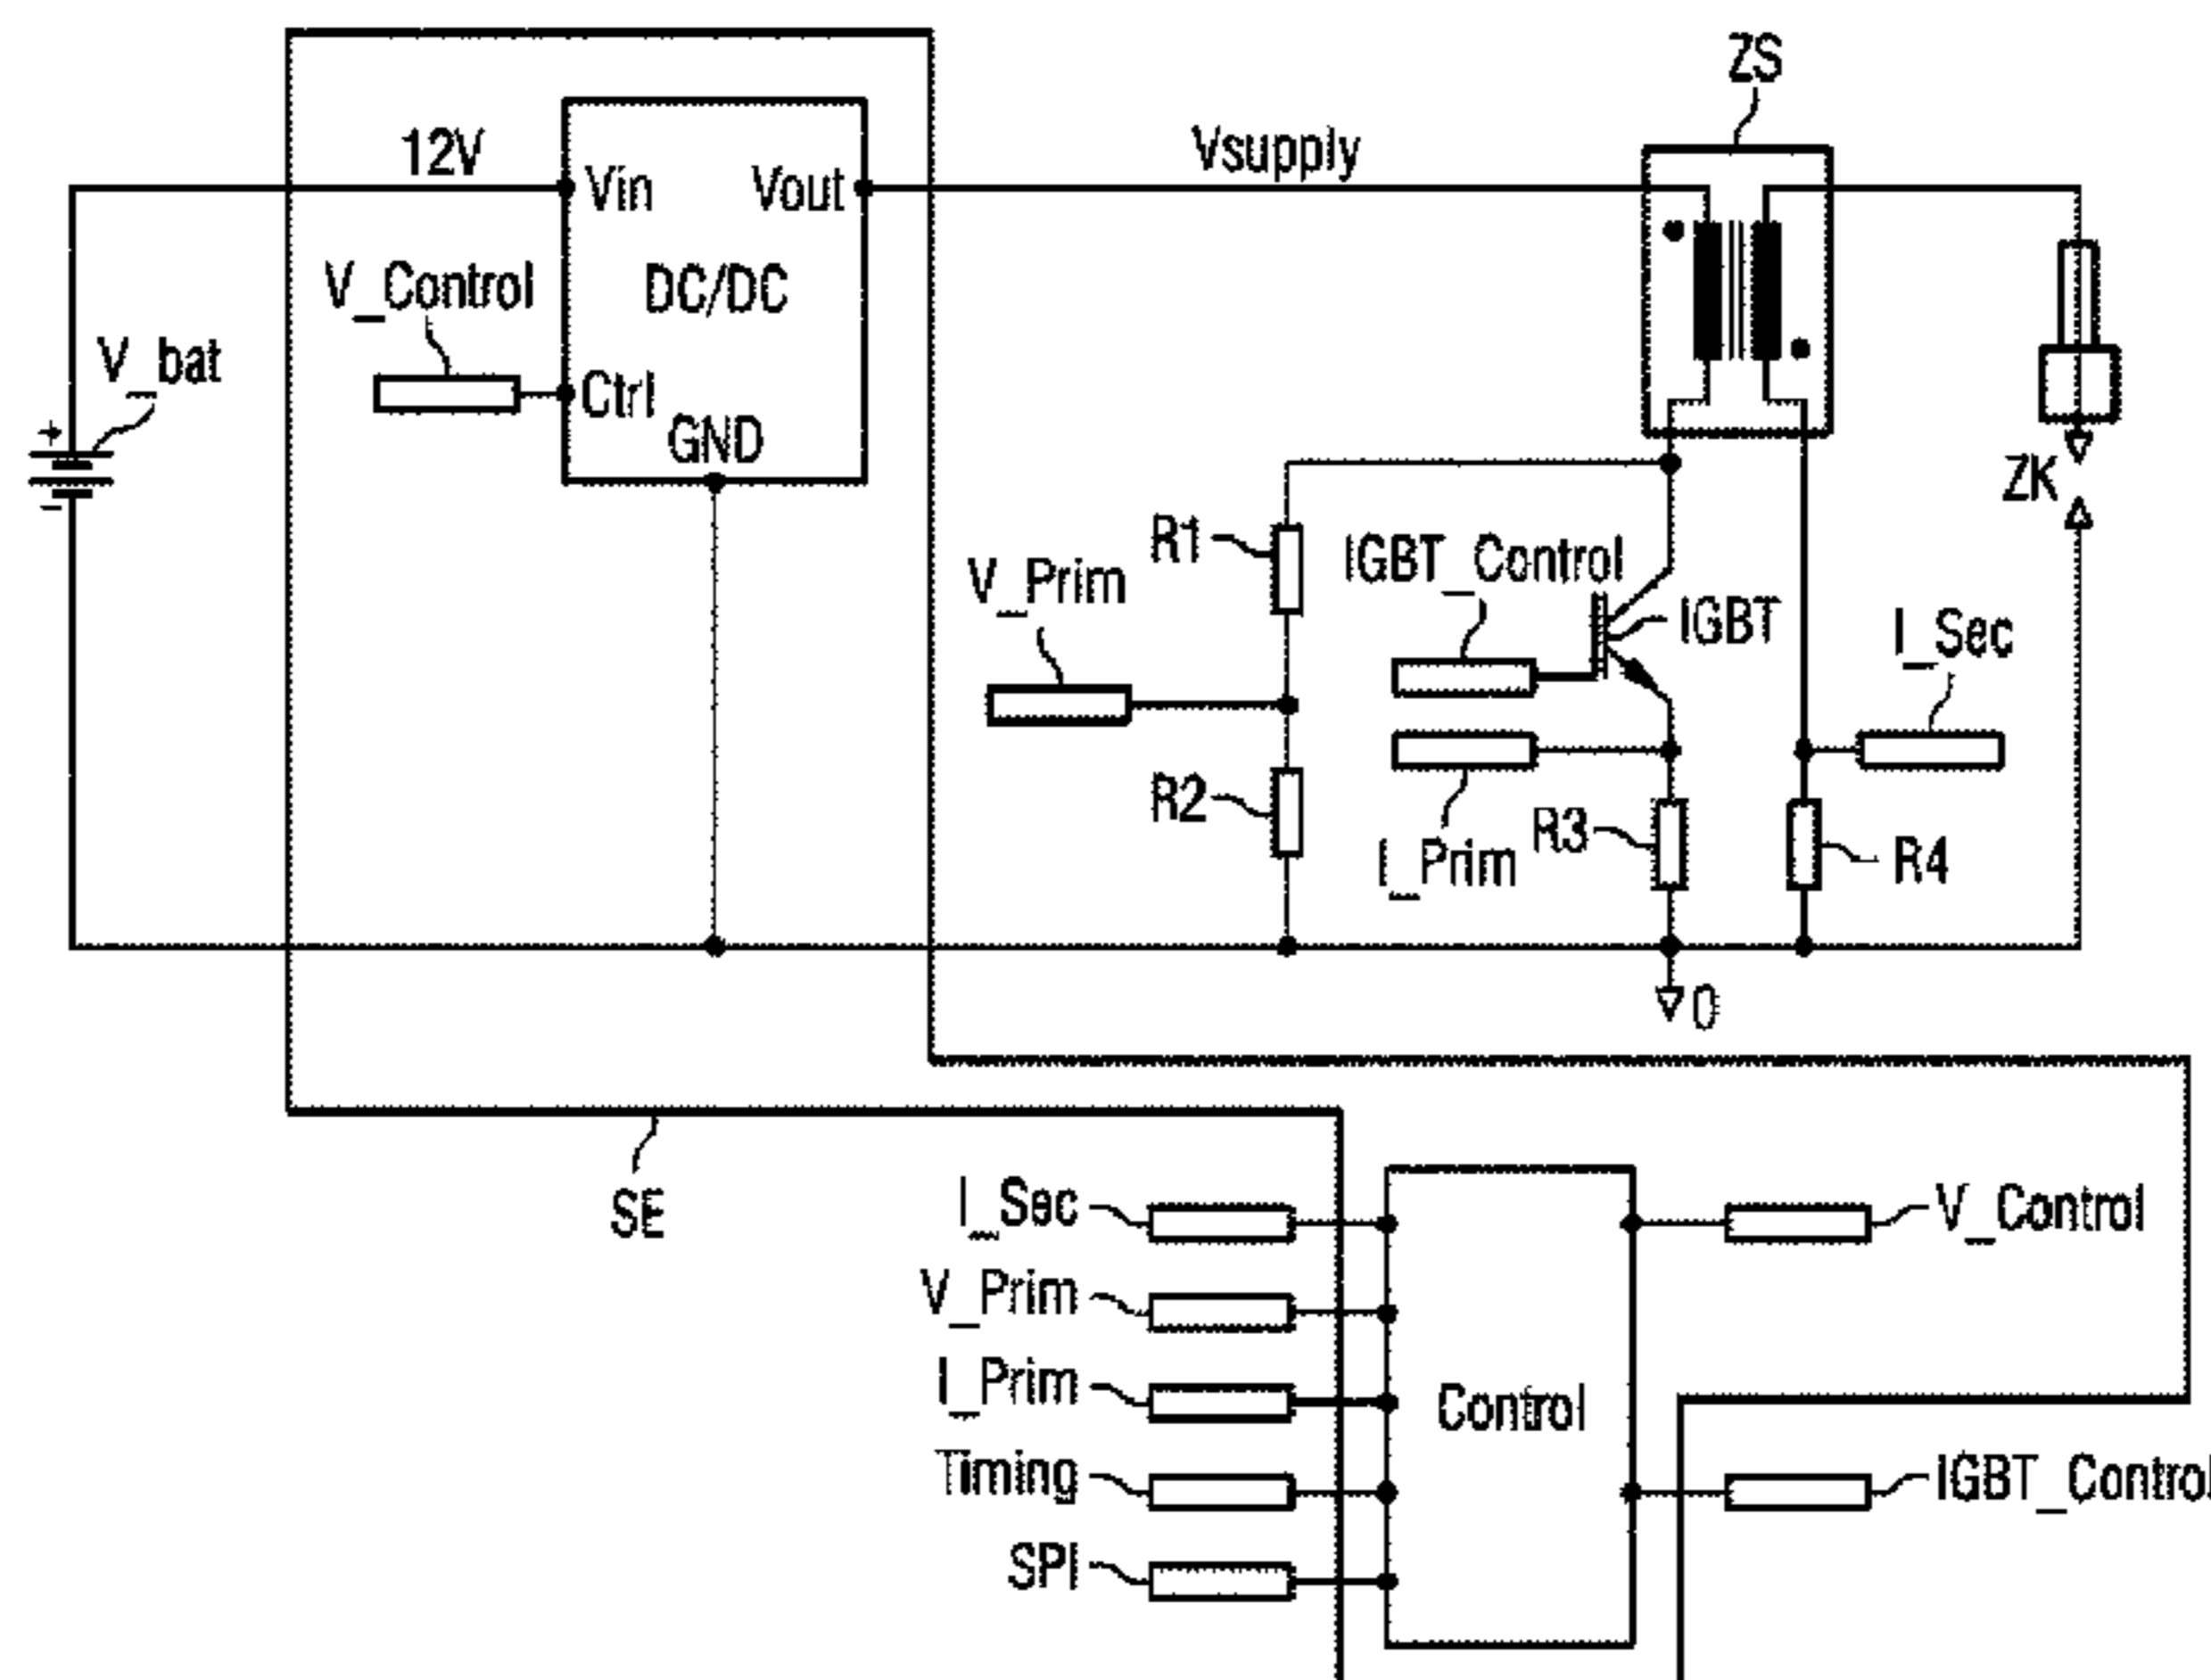 ZS
12V
Vsupply
Vin
Vout
V_Control
DC/DC
V_bat
Ctrl
GND
+
-
ZK
R1
IGBT_Control
V_Prim
IGBT
I_Sec
R2
I_Prim
R3
R4
0
SE
I_Sec
V_Control
V_Prim
I_Prim
Control
Timing
IGBT_Control
SPI